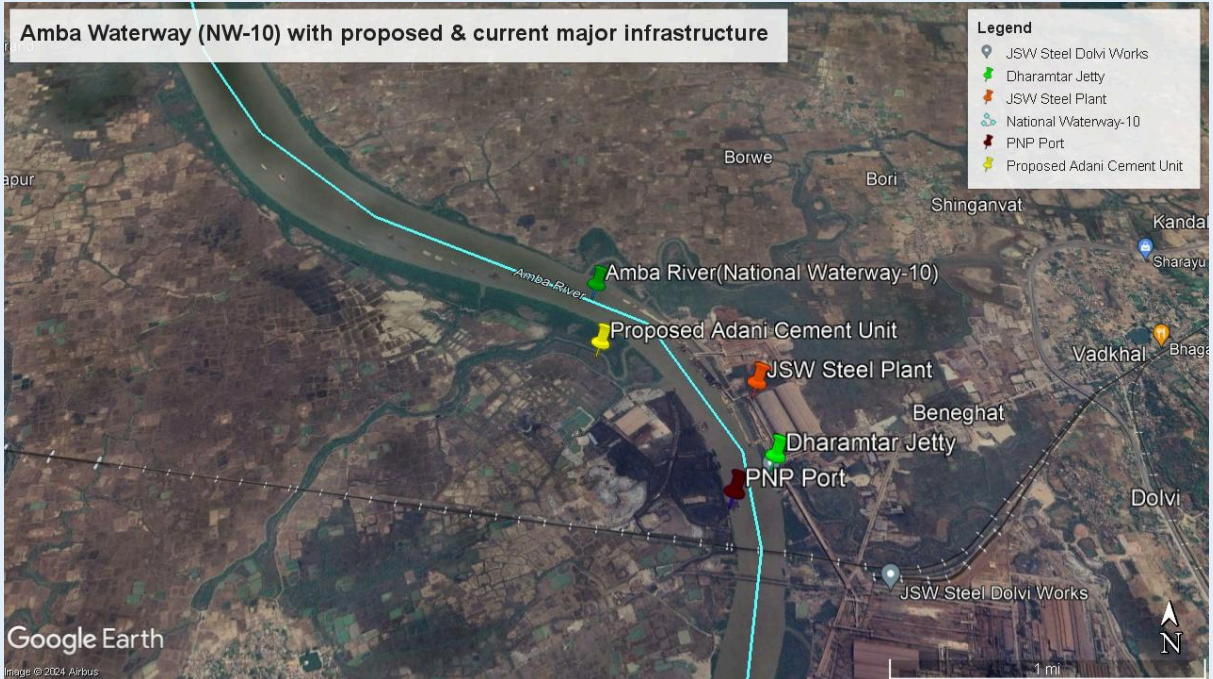 Amba Waterway (NW-10) with proposed & current major infrastructure
Legend
JSW Steel Dolvi Works
Dharamtar Jetty
JSW Steel Plant
National Waterway-10
PNP Port
Proposed Adani Cement Unit
Borwe
apur
Bori
Shinganvat
Kandal
Sharayu
Amba River(National Waterway-10)
Amba River
Proposed Adani Cement Unit
Vadkhal
Bhaga
JSW Steel Plant
Beneghat
Dharamtar Jetty
PNP Port
Dolvi
JSW Steel Dolvi Works
Google Earth
N
Image © 2024 Airbus
1 mi